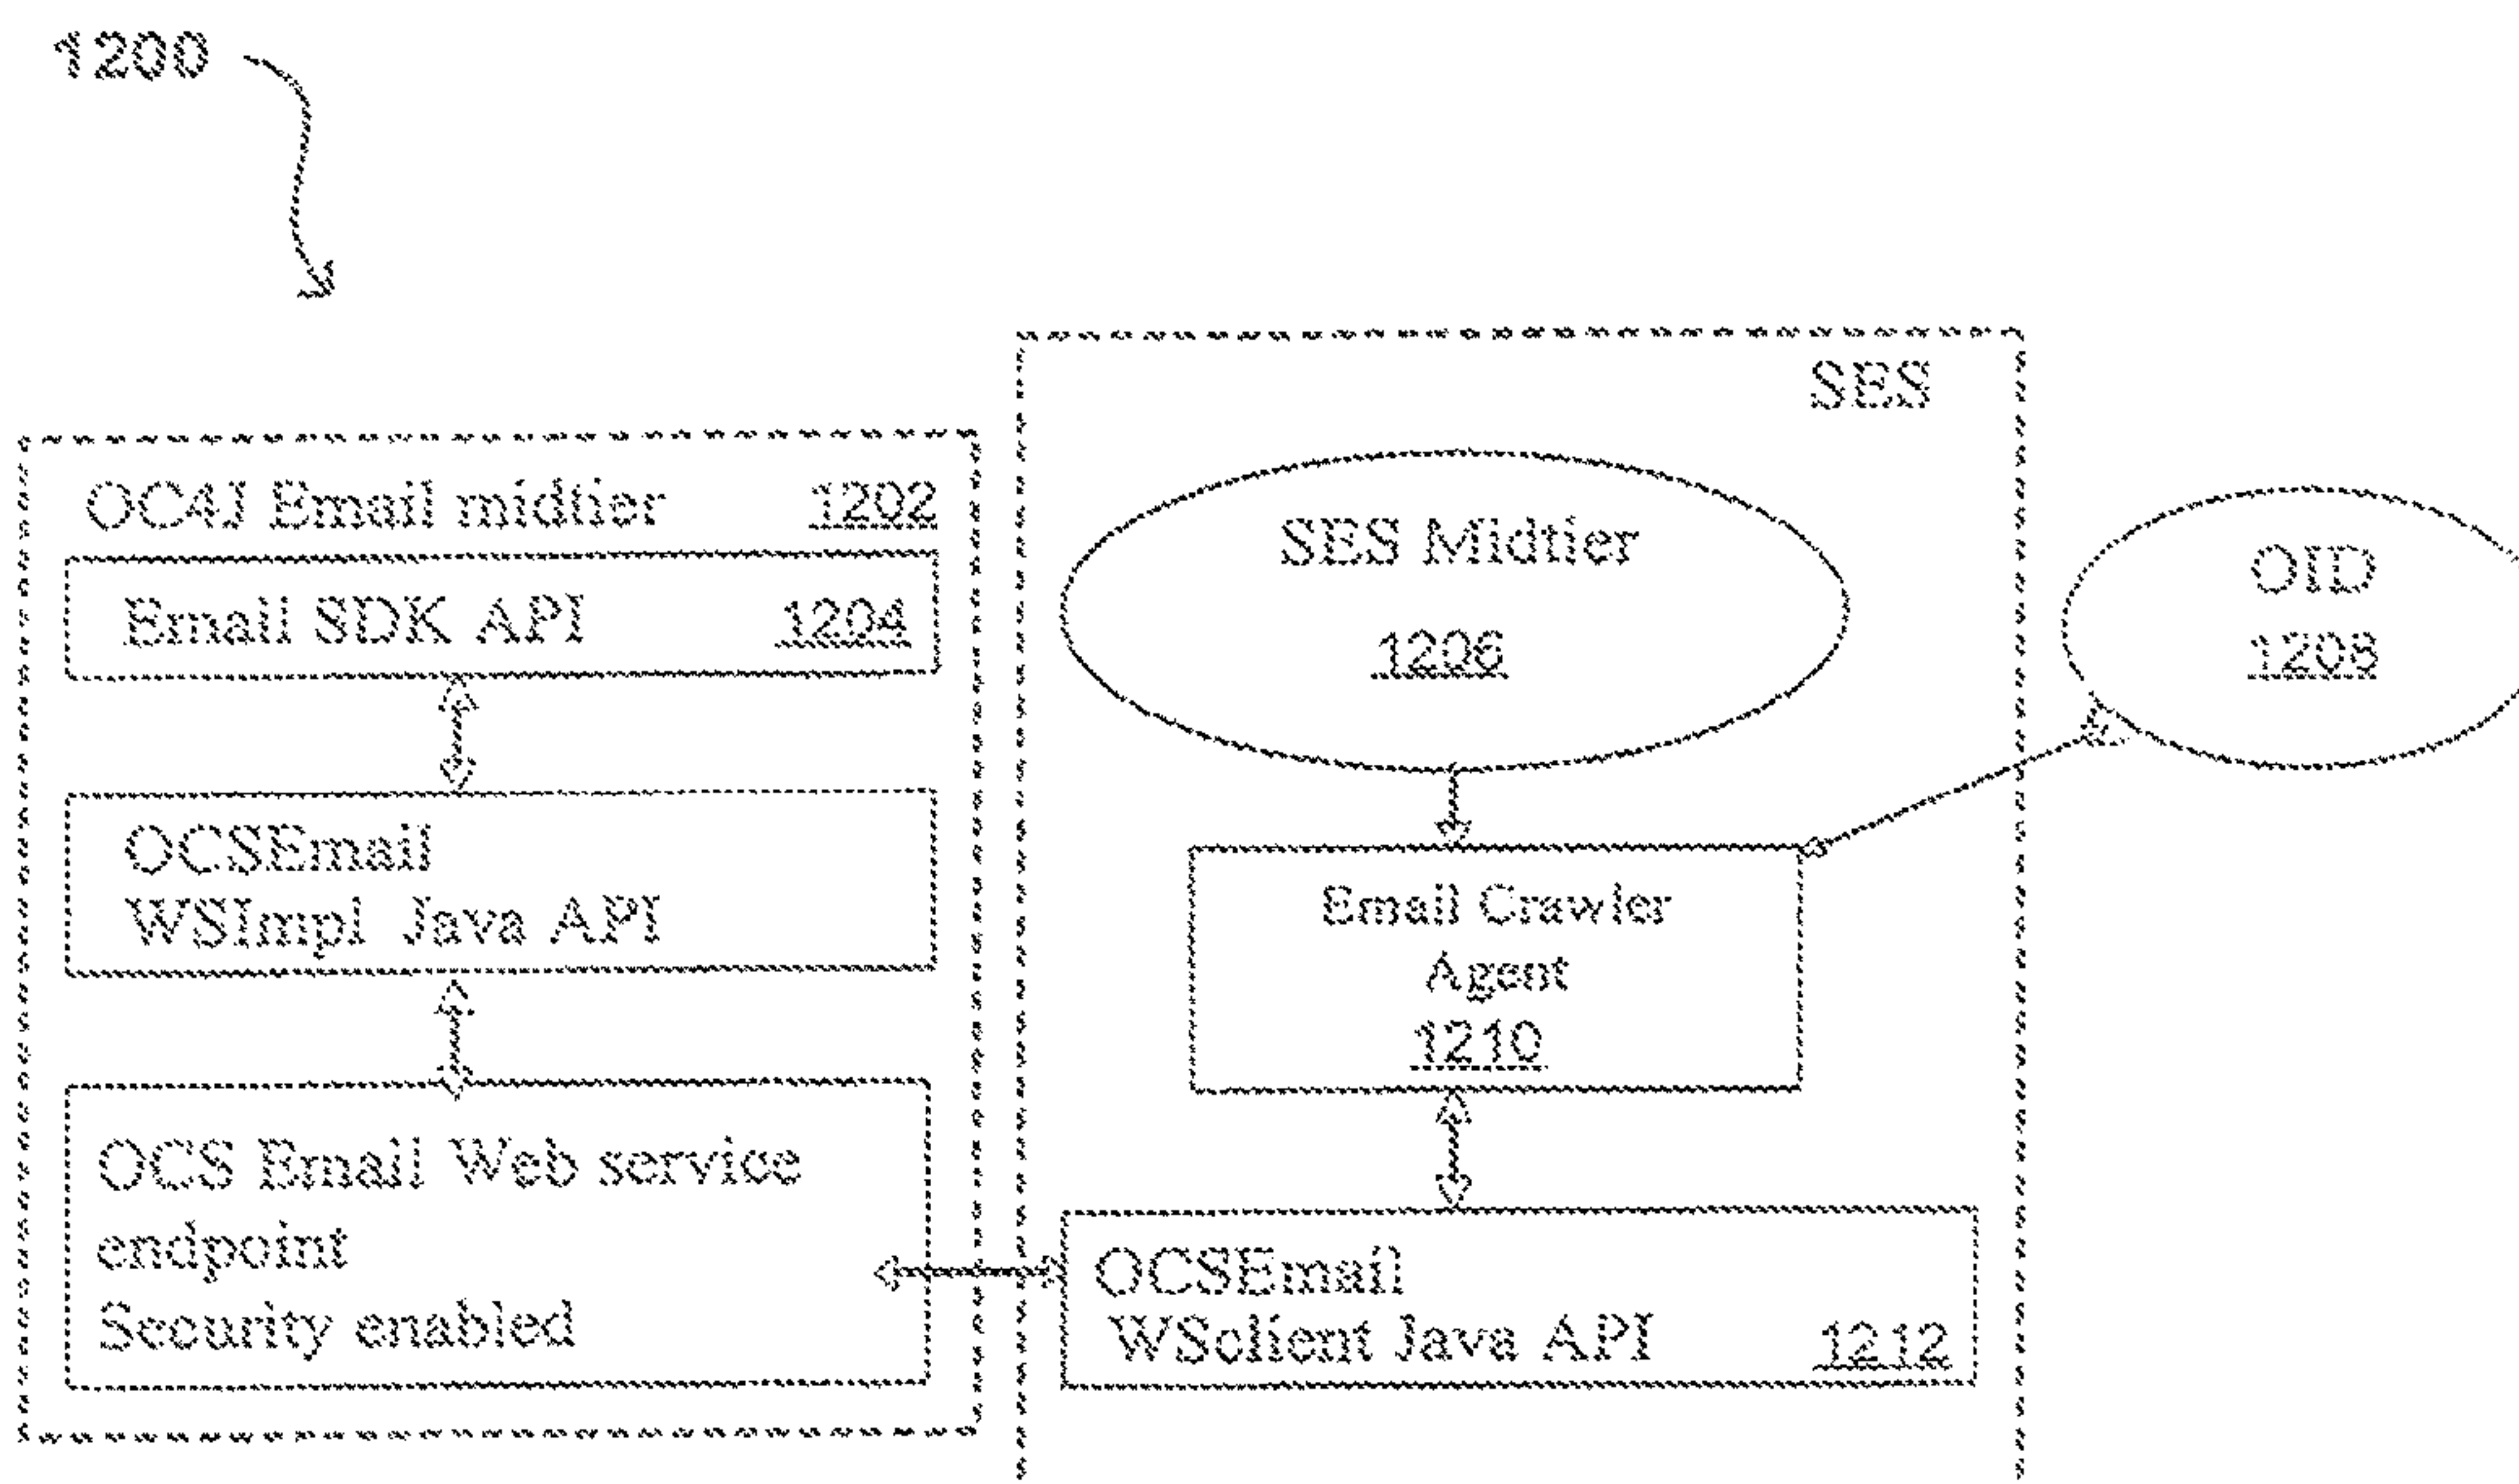 1200
OC4J Email midtier 1202
Email SDK API 1204
OCSEmail
WSImpl Java API
OCS Email Web service
endpoint
Security enabled
SES
SES Midtier
1206
Email Crawler
Agent
1210
OCSEmail
WSclient Java API 1212
OID
1208